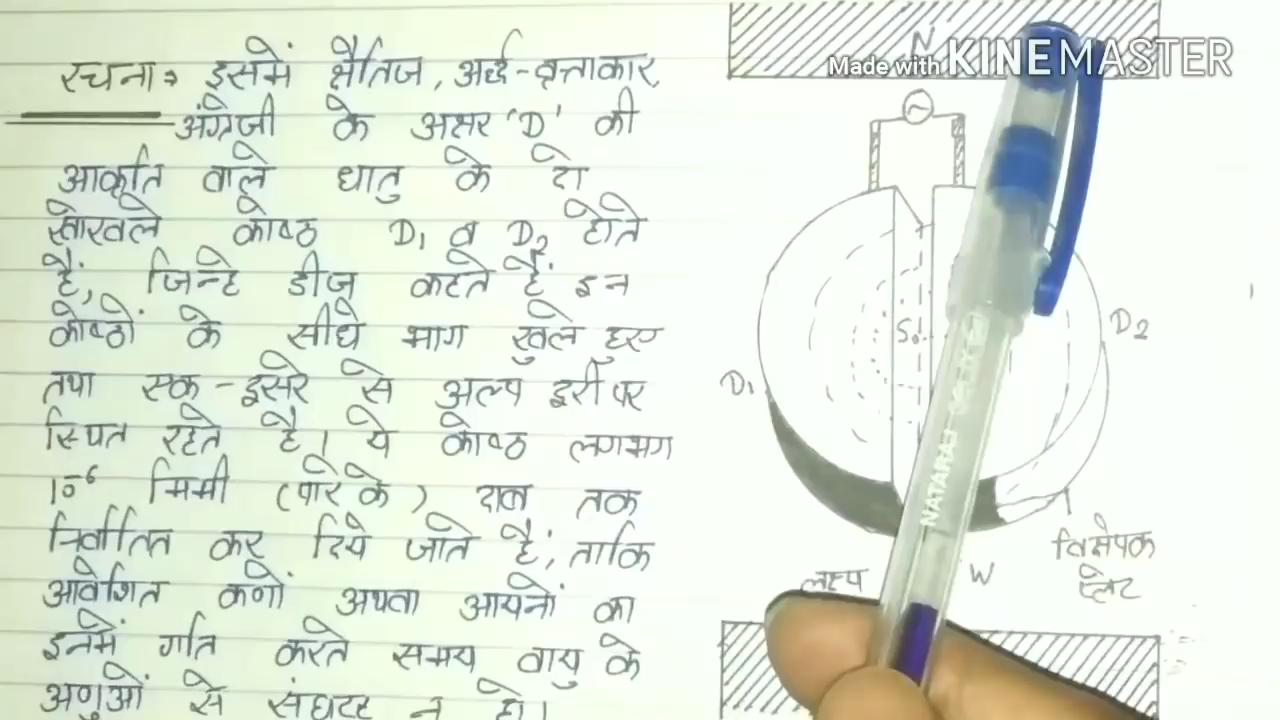 रचना⇒ इसमें क्षैतिज, अर्द्ध-वृत्ताकार,
अंग्रेजी के अक्षर 'D' की
आकृति वाले धातु के दो
खोखले कोष्ठ D₁ व D₂ होते
हैं, जिन्हे डीज कहते हैं इन
कोष्ठों के सीधे भाग खुले हुए
तथा एक-दूसरे से अल्प दूरी पर
स्थित रहते है। ये कोष्ठ लगभग
10⁻⁶ मिमी (पारे के) दाब तक
निर्वातित कर दिये जाते है, ताकि
आवेशित कणों अथवा आयनों का
इनमें गति करते समय वायु के
अणुओं से संघट्ट न हो।
N
Made with KINEMASTER
S.
D₁
D₂
W
लक्ष्य
विक्षेपक
प्लेट
NATARAJ